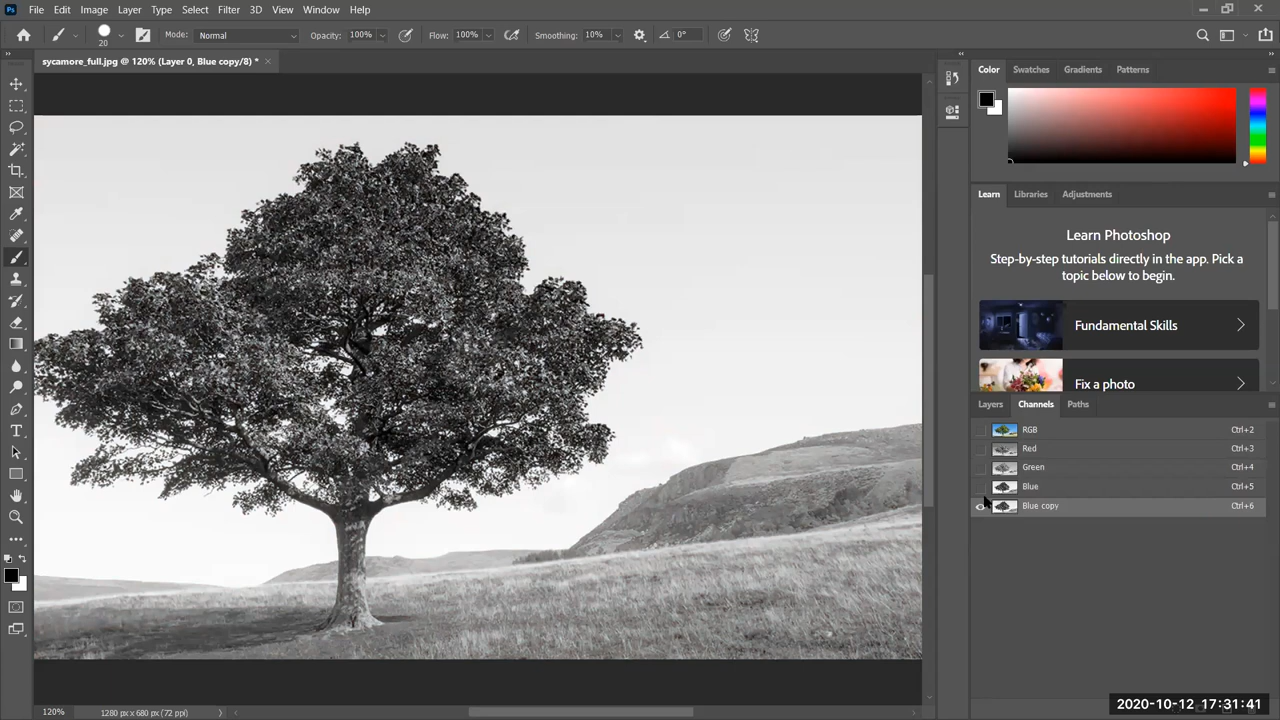 Ps File Edit Image Layer Type Select Filter 3D View Window Help
20 Mode: Normal Opacity: 100% Flow: 100% Smoothing: 10% 0°
sycamore_full.jpg @ 120% (Layer 0, Blue copy/8) *
Color Swatches Gradients Patterns
Learn Libraries Adjustments
Learn Photoshop
Step-by-step tutorials directly in the app. Pick a
topic below to begin.
Fundamental Skills
Fix a photo
Layers Channels Paths
RGB Ctrl+2
Red Ctrl+3
Green Ctrl+4
Blue Ctrl+5
Blue copy Ctrl+6
120% 1280 px x 680 px (72 ppi)
2020-10-12 17:31:41